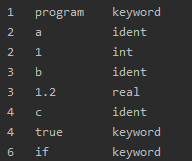 1 program keyword
2 a ident
2 1 int
3 b ident
3 1.2 real
4 c ident
4 true keyword
6 if keyword